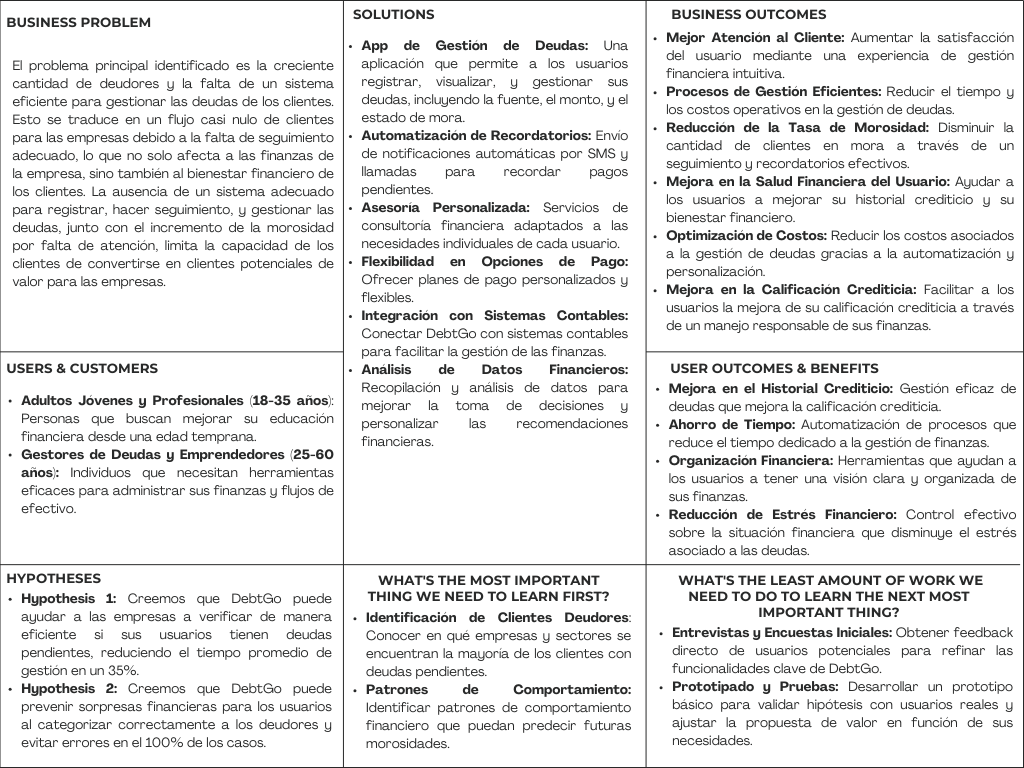 BUSINESS PROBLEM
El problema principal identificado es la creciente
cantidad de deudores y la falta de un sistema
eficiente para gestionar las deudas de los clientes.
Esto se traduce en un flujo casi nulo de clientes
para las empresas debido a la falta de seguimiento
adecuado, lo que no solo afecta a las finanzas de
la empresa, sino también al bienestar financiero de
los clientes. La ausencia de un sistema adecuado
para registrar, hacer seguimiento, y gestionar las
deudas, junto con el incremento de la morosidad
por falta de atención, limita la capacidad de los
clientes de convertirse en clientes potenciales de
valor para las empresas.
USERS & CUSTOMERS
• Adultos Jóvenes y Profesionales (18-35 años):
Personas que buscan mejorar su educación
financiera desde una edad temprana.
• Gestores de Deudas y Emprendedores (25-60
años): Individuos que necesitan herramientas
eficaces para administrar sus finanzas y flujos de
efectivo.
SOLUTIONS
• App de Gestión de Deudas: Una
aplicación que permite a los usuarios
registrar, visualizar, y gestionar sus
deudas, incluyendo la fuente, el monto, y el
estado de mora.
• Automatización de Recordatorios: Envío
de notificaciones automáticas por SMS y
llamadas para recordar pagos
pendientes.
• Asesoría Personalizada: Servicios de
consultoría financiera adaptados a las
necesidades individuales de cada usuario.
• Flexibilidad en Opciones de Pago:
Ofrecer planes de pago personalizados y
flexibles.
• Integración con Sistemas Contables:
Conectar DebtGo con sistemas contables
para facilitar la gestión de las finanzas.
• Análisis de Datos Financieros:
Recopilación y análisis de datos para
mejorar la toma de decisiones y
personalizar las recomendaciones
financieras.
BUSINESS OUTCOMES
• Mejor Atención al Cliente: Aumentar la satisfacción
del usuario mediante una experiencia de gestión
financiera intuitiva.
• Procesos de Gestión Eficientes: Reducir el tiempo y
los costos operativos en la gestión de deudas.
• Reducción de la Tasa de Morosidad: Disminuir la
cantidad de clientes en mora a través de un
seguimiento y recordatorios efectivos.
• Mejora en la Salud Financiera del Usuario: Ayudar a
los usuarios a mejorar su historial crediticio y su
bienestar financiero.
• Optimización de Costos: Reducir los costos asociados
a la gestión de deudas gracias a la automatización y
personalización.
• Mejora en la Calificación Crediticia: Facilitar a los
usuarios la mejora de su calificación crediticia a través
de un manejo responsable de sus finanzas.
USER OUTCOMES & BENEFITS
• Mejora en el Historial Crediticio: Gestión eficaz de
deudas que mejora la calificación crediticia.
• Ahorro de Tiempo: Automatización de procesos que
reduce el tiempo dedicado a la gestión de finanzas.
• Organización Financiera: Herramientas que ayudan a
los usuarios a tener una visión clara y organizada de
sus finanzas.
• Reducción de Estrés Financiero: Control efectivo
sobre la situación financiera que disminuye el estrés
asociado a las deudas.
HYPOTHESES
• Hypothesis 1: Creemos que DebtGo puede
ayudar a las empresas a verificar de manera
eficiente si sus usuarios tienen deudas
pendientes, reduciendo el tiempo promedio de
gestión en un 35%.
• Hypothesis 2: Creemos que DebtGo puede
prevenir sorpresas financieras para los usuarios
al categorizar correctamente a los deudores y
evitar errores en el 100% de los casos.
WHAT'S THE MOST IMPORTANT
THING WE NEED TO LEARN FIRST?
• Identificación de Clientes Deudores:
Conocer en qué empresas y sectores se
encuentran la mayoría de los clientes con
deudas pendientes.
• Patrones de Comportamiento:
Identificar patrones de comportamiento
financiero que puedan predecir futuras
morosidades.
WHAT'S THE LEAST AMOUNT OF WORK WE
NEED TO DO TO LEARN THE NEXT MOST
IMPORTANT THING?
• Entrevistas y Encuestas Iniciales: Obtener feedback
directo de usuarios potenciales para refinar las
funcionalidades clave de DebtGo.
• Prototipado y Pruebas: Desarrollar un prototipo
básico para validar hipótesis con usuarios reales y
ajustar la propuesta de valor en función de sus
necesidades.